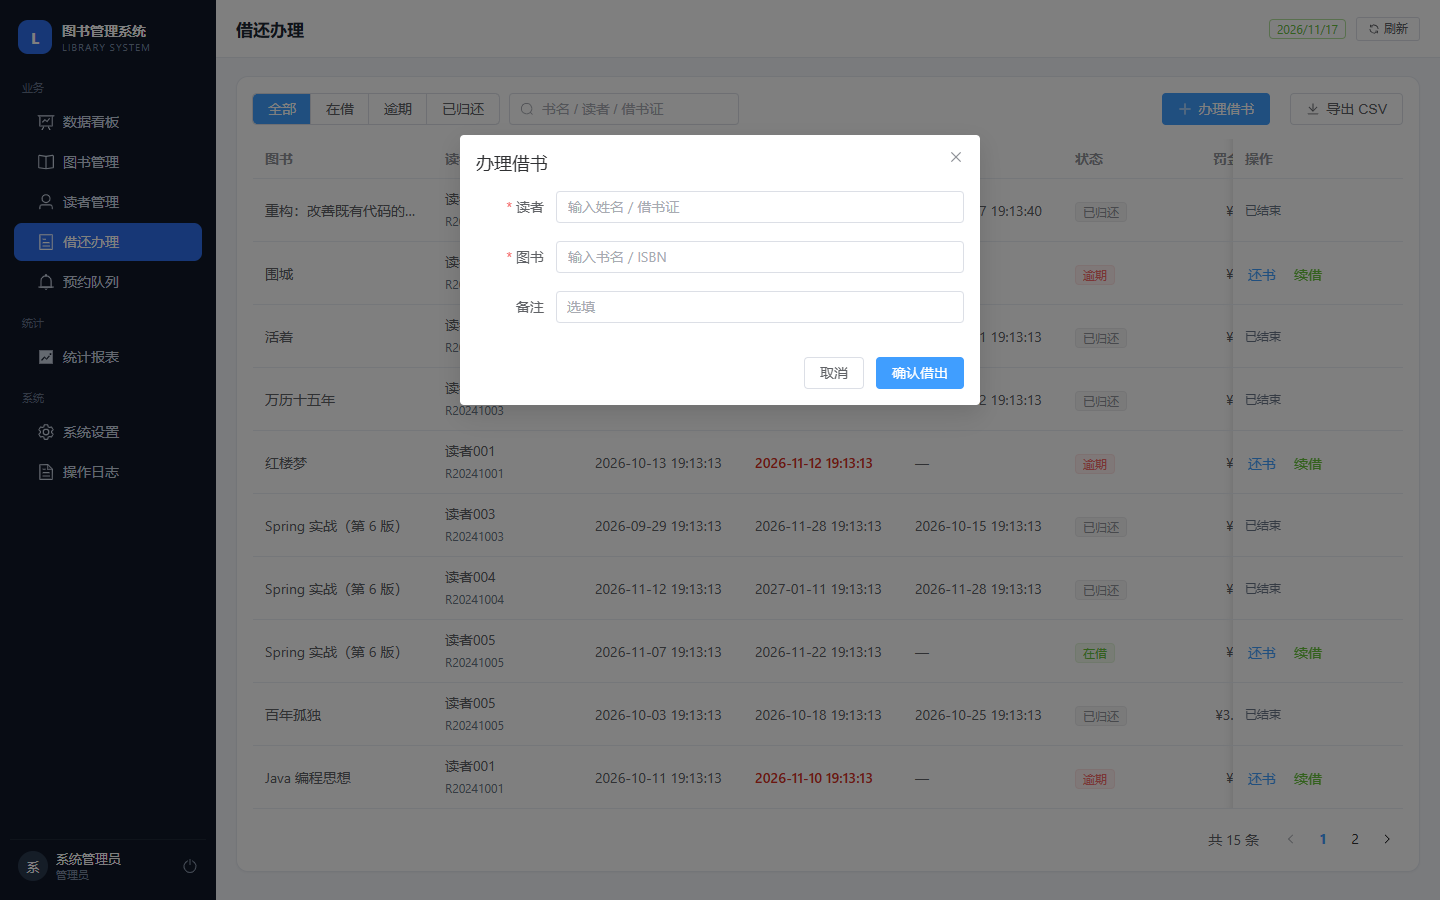 L
图书管理系统
LIBRARY SYSTEM
业务
数据看板
图书管理
读者管理
借还办理
预约队列
统计
统计报表
系统
系统设置
操作日志
系
系统管理员
管理员
借还办理
2026/11/17
刷新
全部 在借 逾期 已归还
书名 / 读者 / 借书证
办理借书
导出 CSV
图书 状态 操作
办理借书
* 读者 输入姓名 / 借书证
* 图书 输入书名 / ISBN
备注 选填
取消 确认借出
重构：改善既有代码的... 7 19:13:40 已归还 ¥ 已结束
围城 逾期 ¥ 还书 续借
活着 1 19:13:13 已归还 ¥ 已结束
万历十五年 2 19:13:13 已归还 ¥ 已结束
R20241003
红楼梦 读者001 2026-10-13 19:13:13 2026-11-12 19:13:13 — 逾期 ¥ 还书 续借
R20241001
Spring 实战（第 6 版） 读者003 2026-09-29 19:13:13 2026-11-28 19:13:13 2026-10-15 19:13:13 已归还 ¥ 已结束
R20241003
Spring 实战（第 6 版） 读者004 2026-11-12 19:13:13 2027-01-11 19:13:13 2026-11-28 19:13:13 已归还 ¥ 已结束
R20241004
Spring 实战（第 6 版） 读者005 2026-11-07 19:13:13 2026-11-22 19:13:13 — 在借 ¥ 还书 续借
R20241005
百年孤独 读者005 2026-10-03 19:13:13 2026-10-18 19:13:13 2026-10-25 19:13:13 已归还 ¥3. 已结束
R20241005
Java 编程思想 读者001 2026-10-11 19:13:13 2026-11-10 19:13:13 — 逾期 ¥ 还书 续借
R20241001
共 15 条 1 2